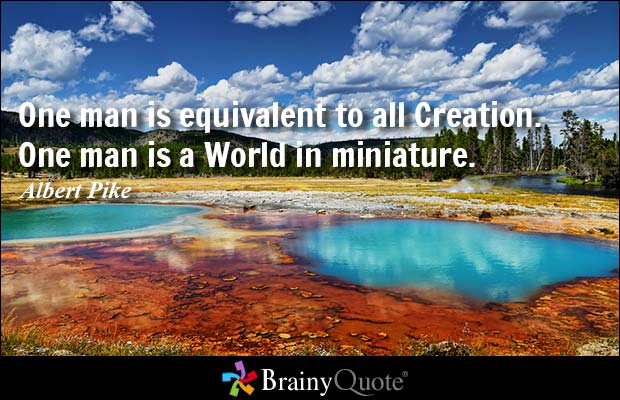 One man is equivalent to all Creation.
One man is a World in miniature.
Albert Pike
BrainyQuote®